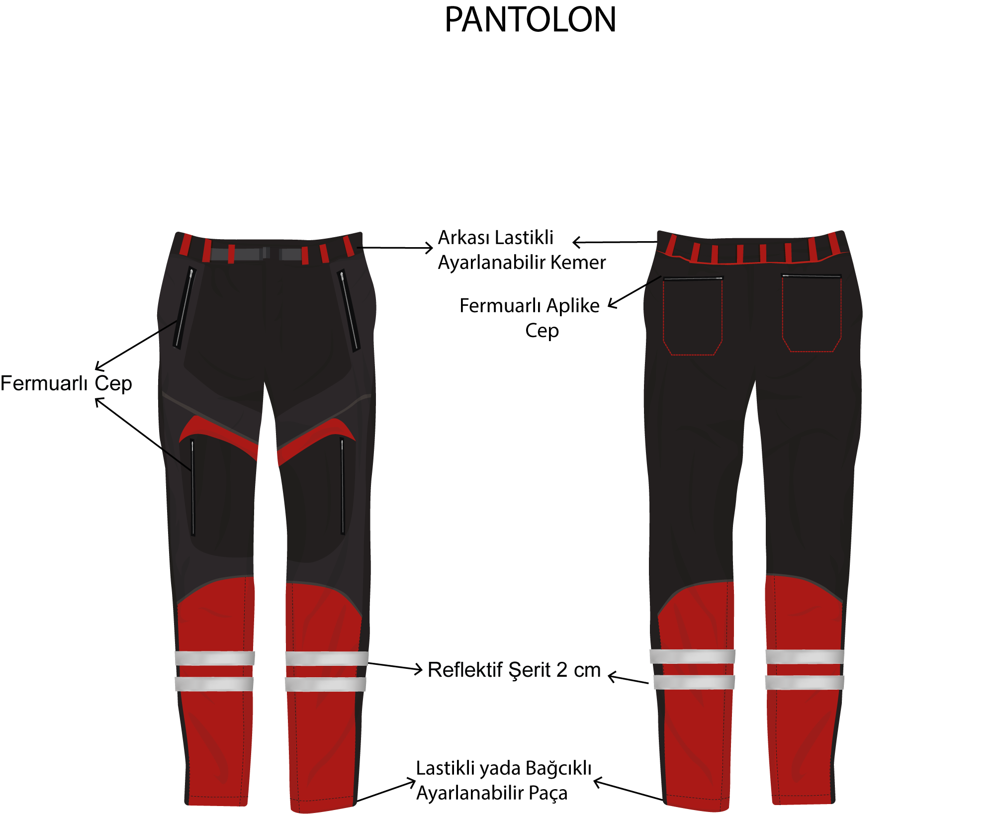 PANTOLON
Arkası Lastikli
Ayarlanabilir Kemer
Fermuarlı Aplike
Cep
Fermuarlı Cep
Reflektif Şerit 2 cm
Lastikli yada Bağcıklı
Ayarlanabilir Paça